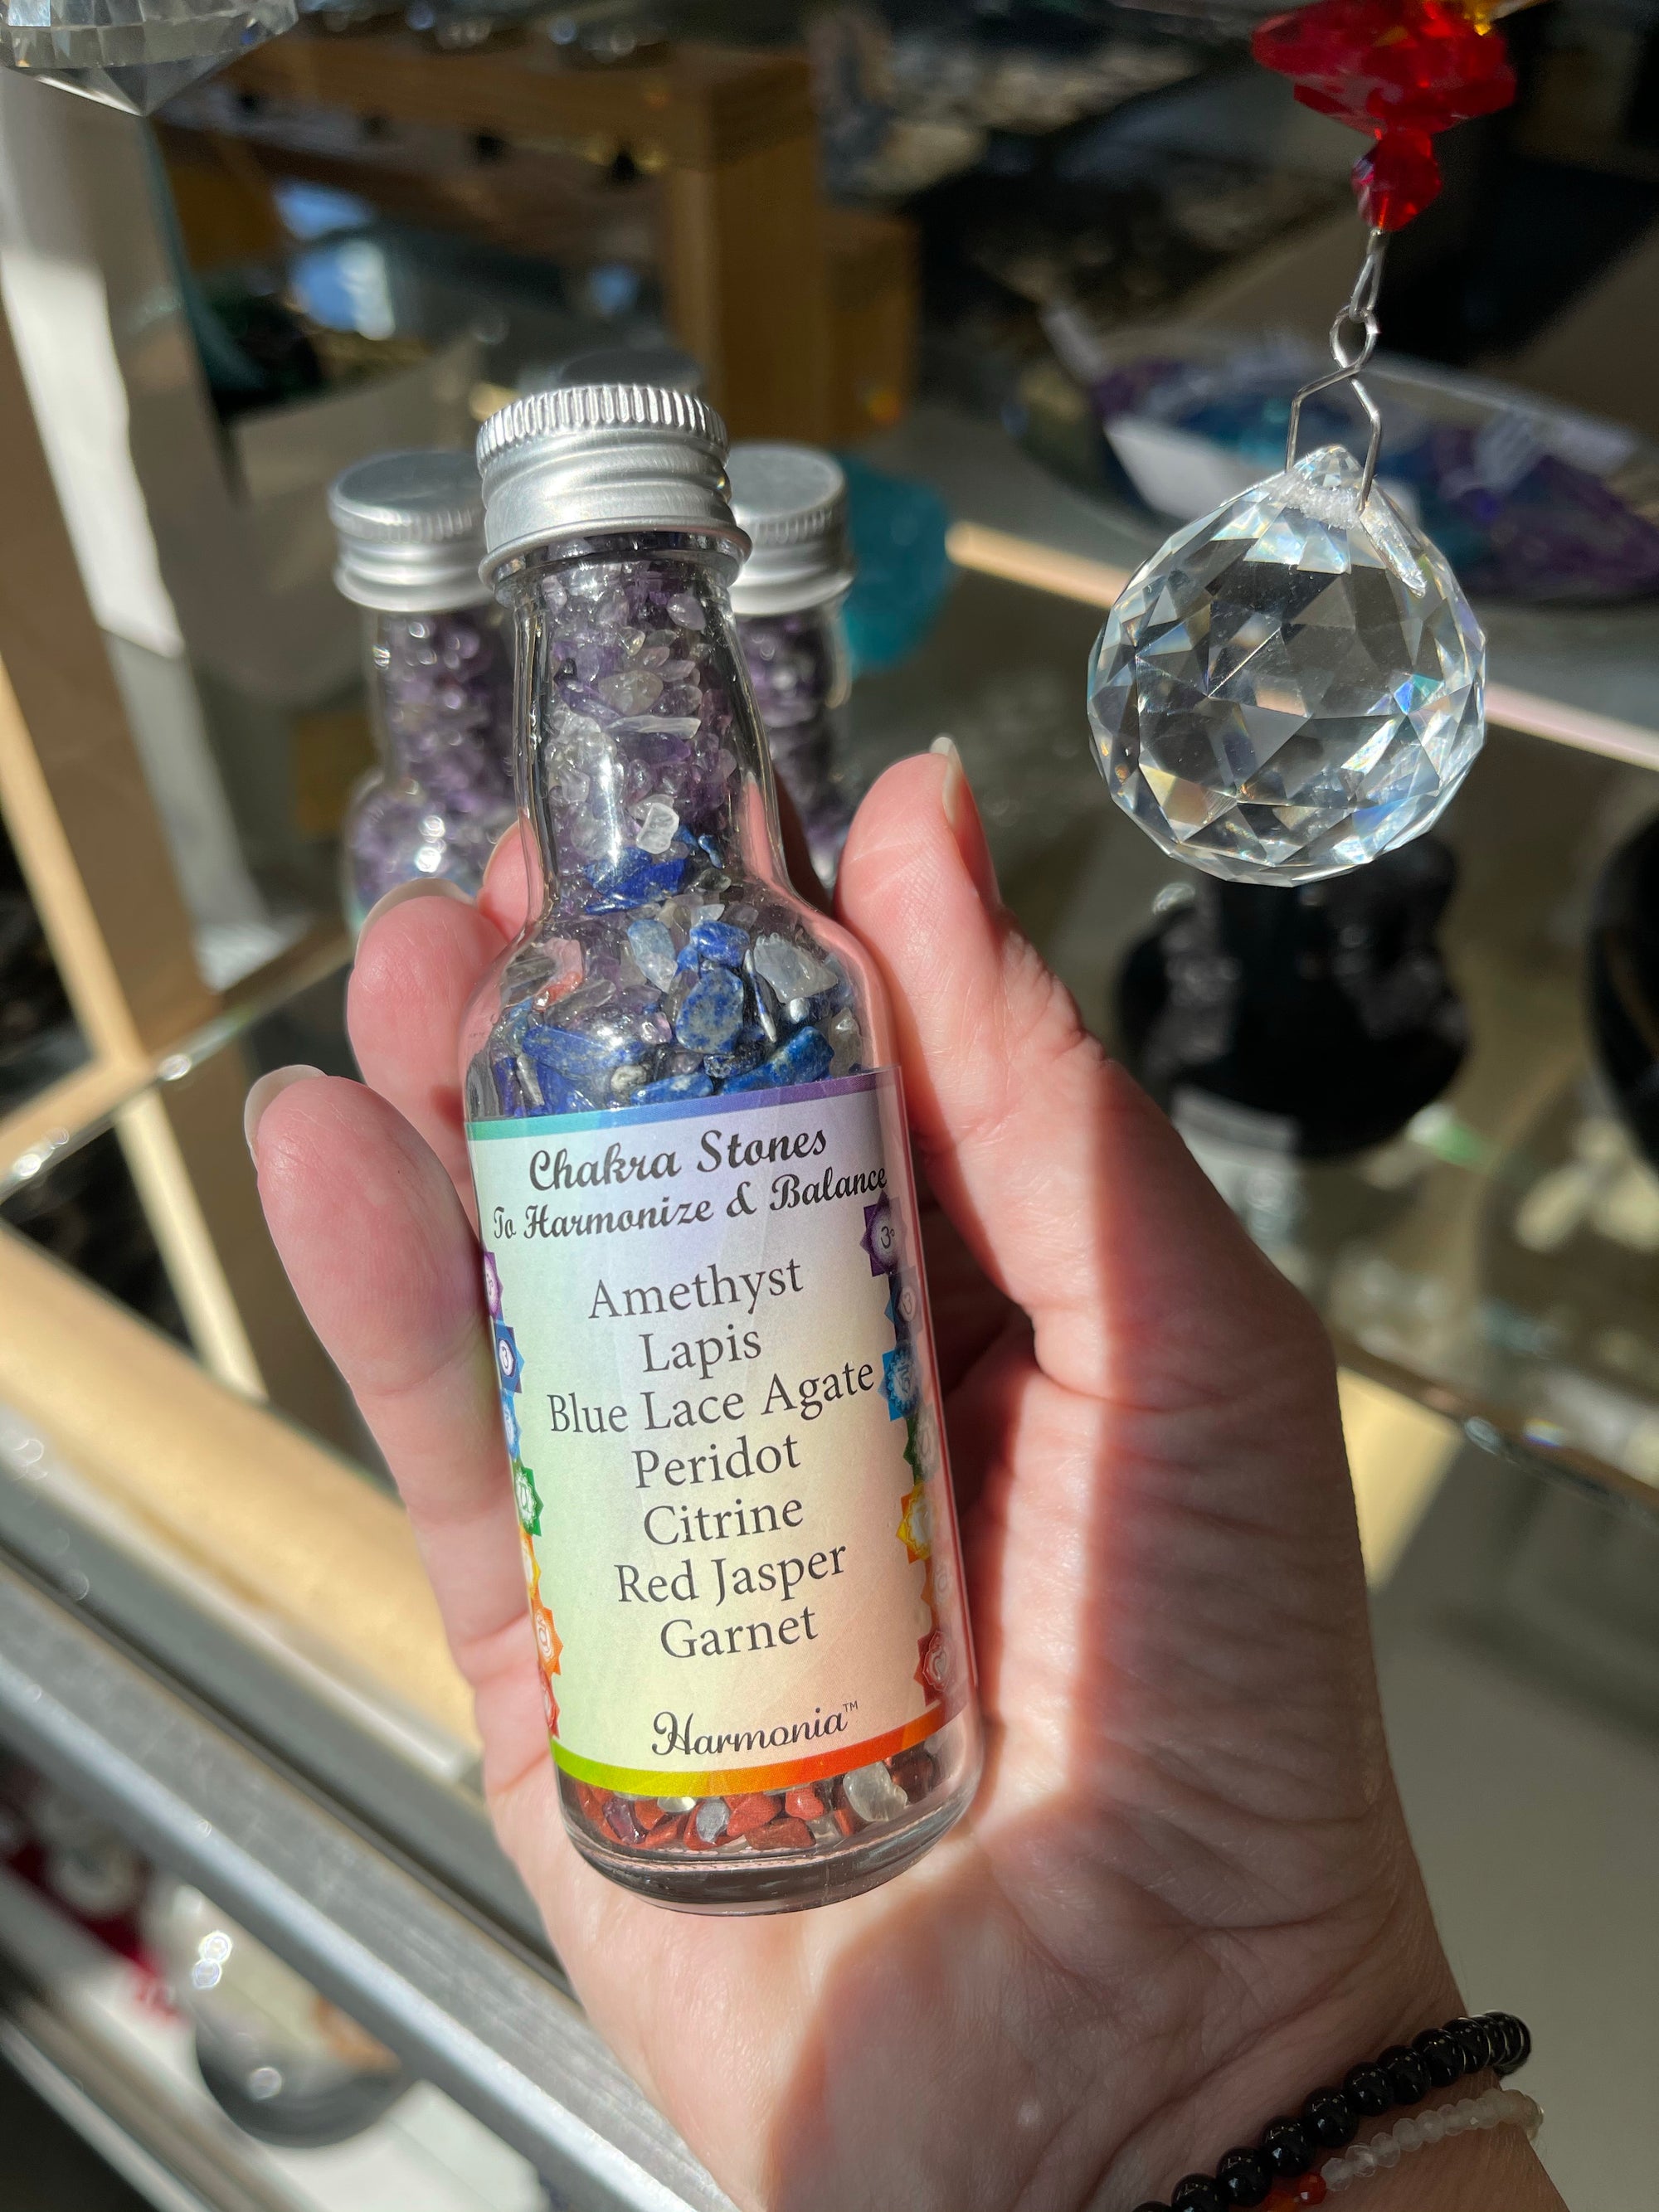 Chakra Stones
To Harmonize & Balance
Amethyst
Lapis
Blue Lace Agate
Peridot
Citrine
Red Jasper
Garnet
Harmonia™